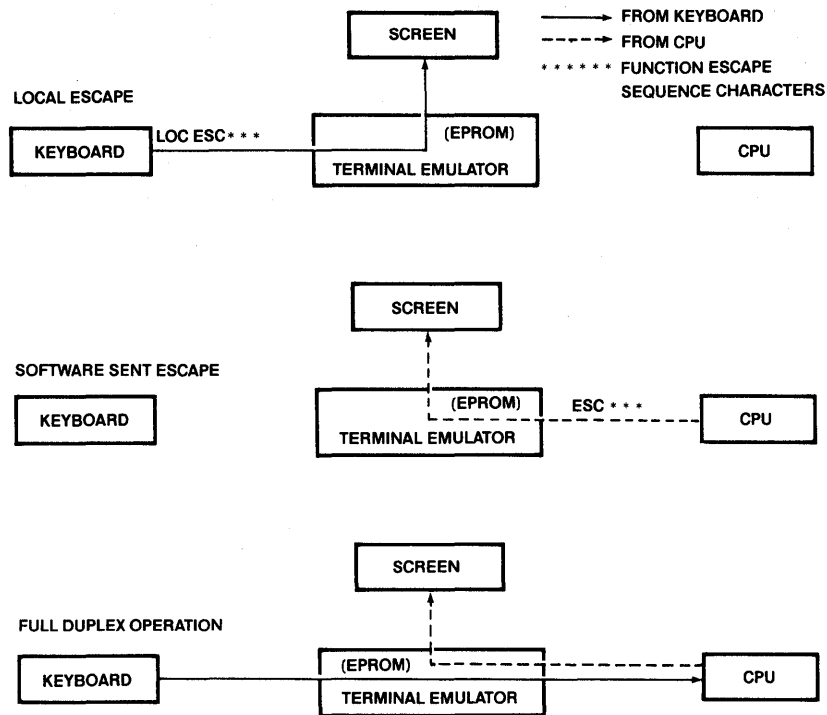 SCREEN
FROM KEYBOARD
FROM CPU
* * * * * * FUNCTION ESCAPE
SEQUENCE CHARACTERS
LOCAL ESCAPE
KEYBOARD
LOC ESC * * *
(EPROM)
TERMINAL EMULATOR
CPU
SCREEN
SOFTWARE SENT ESCAPE
KEYBOARD
(EPROM)
TERMINAL EMULATOR
ESC * * *
CPU
SCREEN
FULL DUPLEX OPERATION
KEYBOARD
(EPROM)
TERMINAL EMULATOR
CPU